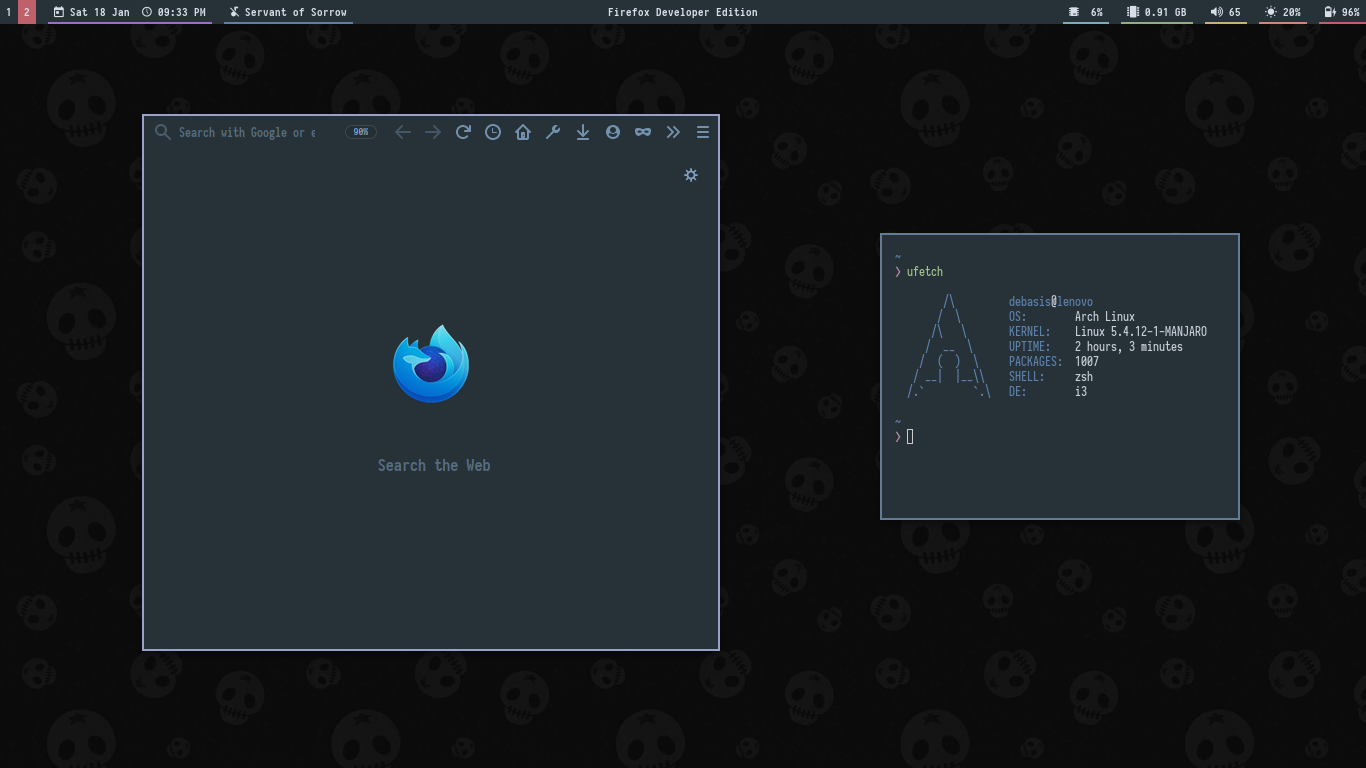 1 2 Sat 18 Jan 09:33 PM Servant of Sorrow Firefox Developer Edition 6% 0.91 GB 65 20% 96%
Search with Google or e 90%
Search the Web
~
❯ ufetch
debasis@lenovo
OS: Arch Linux
KERNEL: Linux 5.4.12-1-MANJARO
UPTIME: 2 hours, 3 minutes
PACKAGES: 1007
SHELL: zsh
DE: i3
~
❯